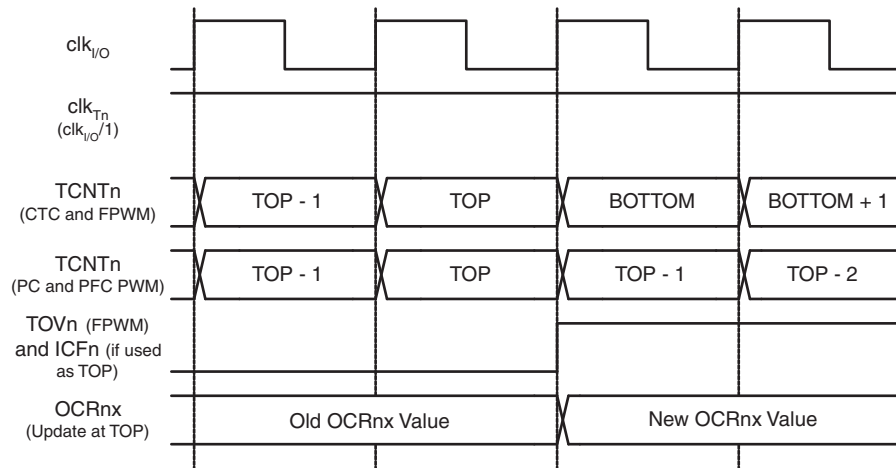 clkI/O
clkTn
(clkI/O/1)
TCNTn
(CTC and FPWM)
TOP - 1 TOP BOTTOM BOTTOM + 1
TCNTn
(PC and PFC PWM)
TOP - 1 TOP TOP - 1 TOP - 2
TOVn (FPWM)
and ICFn (if used
as TOP)
OCRnx
(Update at TOP)
Old OCRnx Value New OCRnx Value